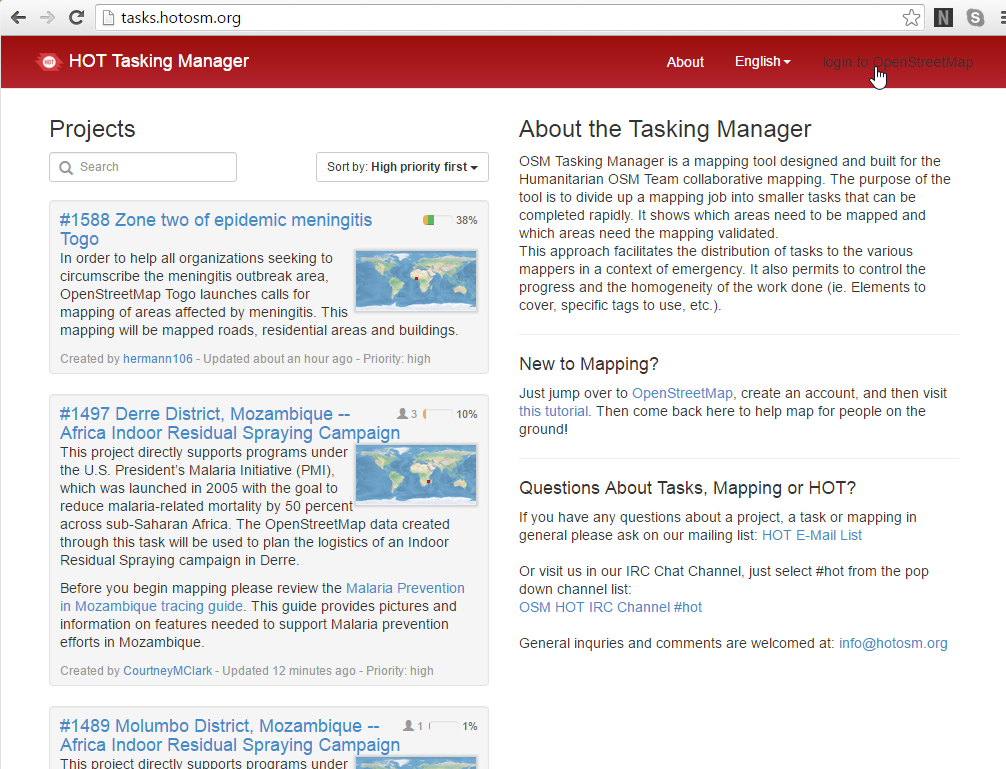 tasks.hotosm.org
HOT
HOT Tasking Manager
About
English
login to OpenStreetMap
Projects
Search
Sort by: High priority first
#1588 Zone two of epidemic meningitis
Togo
38%
In order to help all organizations seeking to
circumscribe the meningitis outbreak area,
OpenStreetMap Togo launches calls for
mapping of areas affected by meningitis. This
mapping will be mapped roads, residential areas and buildings.
Created by hermann106 - Updated about an hour ago - Priority: high
#1497 Derre District, Mozambique --
Africa Indoor Residual Spraying Campaign
3
10%
This project directly supports programs under
the U.S. President's Malaria Initiative (PMI),
which was launched in 2005 with the goal to
reduce malaria-related mortality by 50 percent
across sub-Saharan Africa. The OpenStreetMap data created
through this task will be used to plan the logistics of an Indoor
Residual Spraying campaign in Derre.
Before you begin mapping please review the Malaria Prevention
in Mozambique tracing guide. This guide provides pictures and
information on features needed to support Malaria prevention
efforts in Mozambique.
Created by CourtneyMClark - Updated 12 minutes ago - Priority: high
#1489 Molumbo District, Mozambique --
Africa Indoor Residual Spraying Campaign
1
1%
This project directly supports programs under
About the Tasking Manager
OSM Tasking Manager is a mapping tool designed and built for the
Humanitarian OSM Team collaborative mapping. The purpose of the
tool is to divide up a mapping job into smaller tasks that can be
completed rapidly. It shows which areas need to be mapped and
which areas need the mapping validated.
This approach facilitates the distribution of tasks to the various
mappers in a context of emergency. It also permits to control the
progress and the homogeneity of the work done (ie. Elements to
cover, specific tags to use, etc.).
New to Mapping?
Just jump over to OpenStreetMap, create an account, and then visit
this tutorial. Then come back here to help map for people on the
ground!
Questions About Tasks, Mapping or HOT?
If you have any questions about a project, a task or mapping in
general please ask on our mailing list: HOT E-Mail List
Or visit us in our IRC Chat Channel, just select #hot from the pop
down channel list:
OSM HOT IRC Channel #hot
General inquries and comments are welcomed at: info@hotosm.org